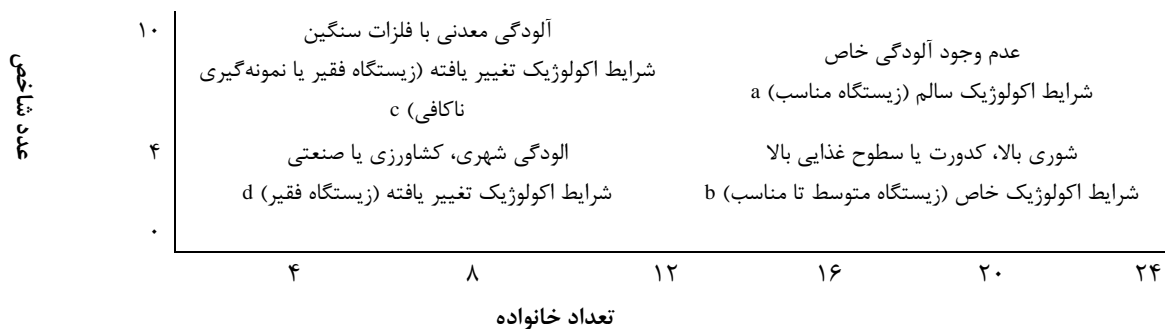 عدد شاخص
۱۰
۴
۰
عدم وجود آلودگی خاص
شرایط اکولوژیک سالم (زیستگاه مناسب) a
آلودگی معدنی با فلزات سنگین
شرایط اکولوژیک تغییر یافته (زیستگاه فقیر یا نمونه‌گیری
ناکافی) c
شوری بالا، کدورت یا سطوح غذایی بالا
شرایط اکولوژیک خاص (زیستگاه متوسط تا مناسب) b
الودگی شهری، کشاورزی یا صنعتی
شرایط اکولوژیک تغییر یافته (زیستگاه فقیر) d
۴ ۸ ۱۲ ۱۶ ۲۰ ۲۴
تعداد خانواده